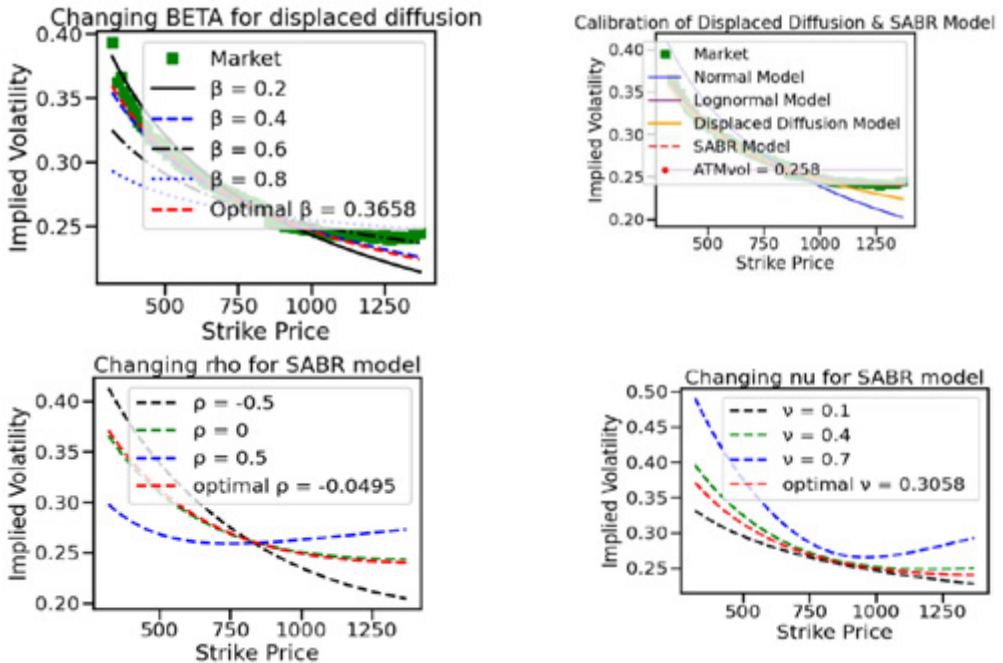 Changing BETA for displaced diffusion
Implied Volatility
0.40
0.35
0.30
0.25
Market
β = 0.2
β = 0.4
β = 0.6
β = 0.8
Optimal β = 0.3658
500
750
1000
1250
Strike Price
Calibration of Displaced Diffusion & SABR Model
Implied Volatility
0.40
0.35
0.30
0.25
0.20
Market
Normal Model
Lognormal Model
Displaced Diffusion Model
SABR Model
ATMvol = 0.258
500
750
1000
1250
Strike Price
Changing rho for SABR model
Implied Volatility
0.40
0.35
0.30
0.25
0.20
ρ = -0.5
ρ = 0
ρ = 0.5
optimal ρ = -0.0495
500
750
1000
1250
Strike Price
Changing nu for SABR model
Implied Volatility
0.50
0.45
0.40
0.35
0.30
0.25
ν = 0.1
ν = 0.4
ν = 0.7
optimal ν = 0.3058
500
750
1000
1250
Strike Price